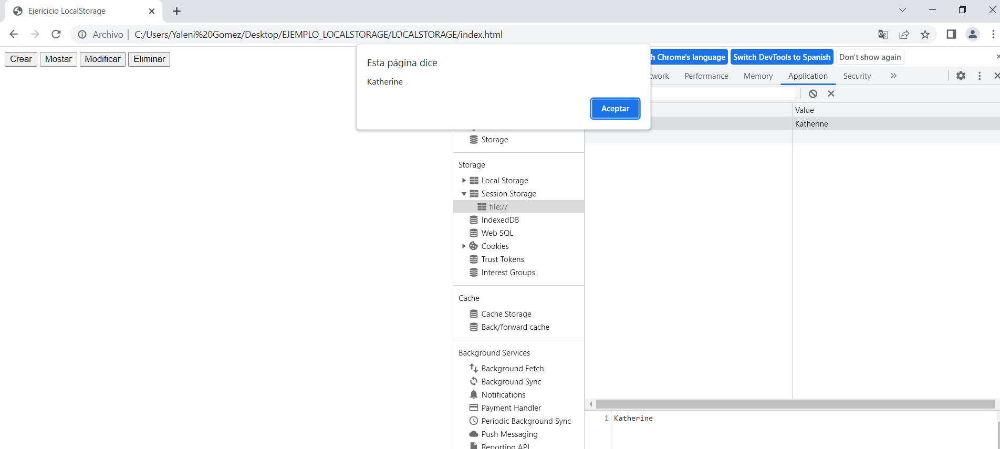 Ejericicio LocalStorage
Archivo C:/Users/Yaleni%20Gomez/Desktop/EJEMPLO_LOCALSTORAGE/LOCALSTORAGE/index.html
Crear Mostar Modificar Eliminar
Esta página dice
Katherine
Aceptar
Chrome's language Switch DevTools to Spanish Don't show again
Performance Memory Application Security
Value
Katherine
Storage
Storage
Local Storage
Session Storage
file://
IndexedDB
Web SQL
Cookies
Trust Tokens
Interest Groups
Cache
Cache Storage
Back/forward cache
Background Services
Background Fetch
Background Sync
Notifications
Payment Handler
Periodic Background Sync
Push Messaging
Reporting API
1 Katherine